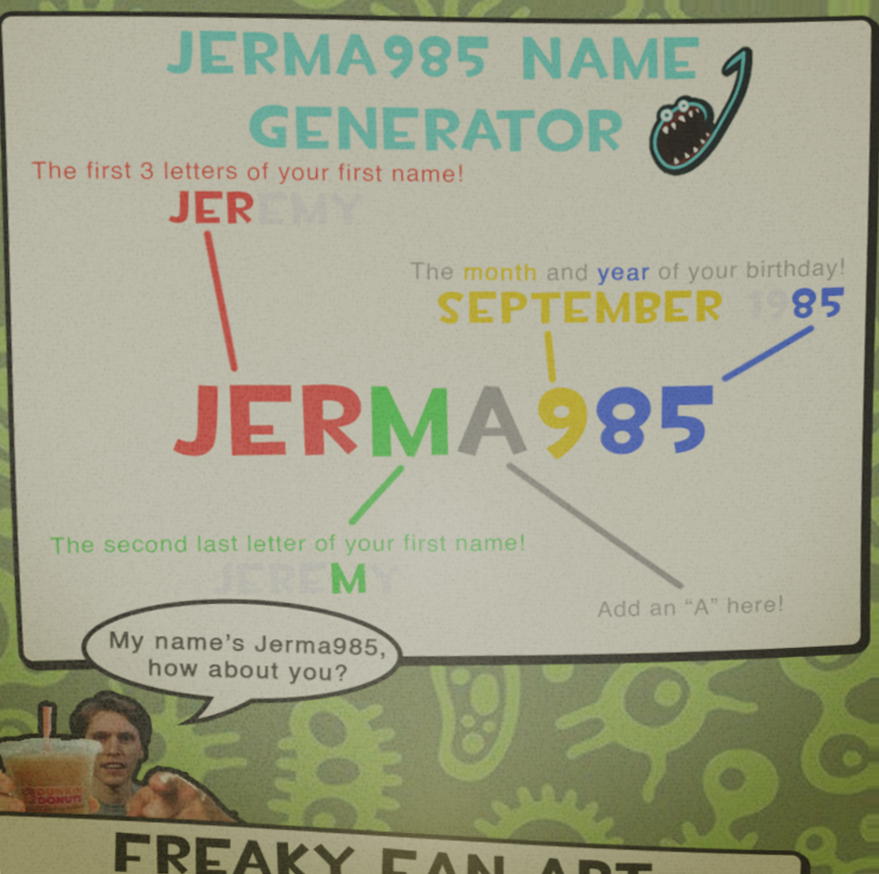 JERMA985 NAME
GENERATOR
The first 3 letters of your first name!
JEREMY
The month and year of your birthday!
SEPTEMBER 1985
JERMA985
The second last letter of your first name!
JEREMY
Add an "A" here!
My name's Jerma985,
how about you?
DUNKIN'
DONUTS
FREAKY FAN ART